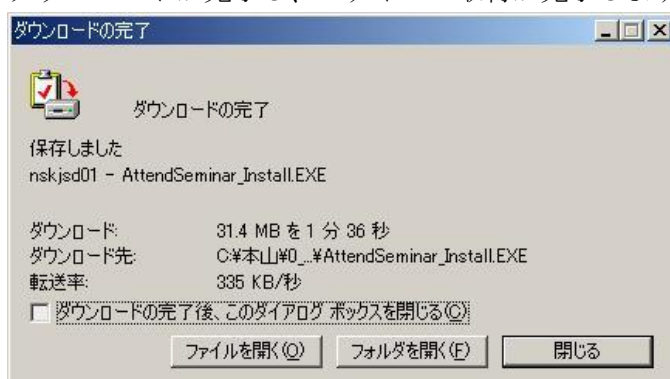 ダウンロードの完了
ダウンロードの完了
保存しました
nskjsd01 - AttendSeminar_Install.EXE
ダウンロード: 31.4 MB を 1 分 36 秒
ダウンロード先: C:¥本山¥0_...¥AttendSeminar_Install.EXE
転送率: 335 KB/秒
ダウンロードの完了後、このダイアログ ボックスを閉じる(C)
ファイルを開く(O) フォルダを開く(F) 閉じる